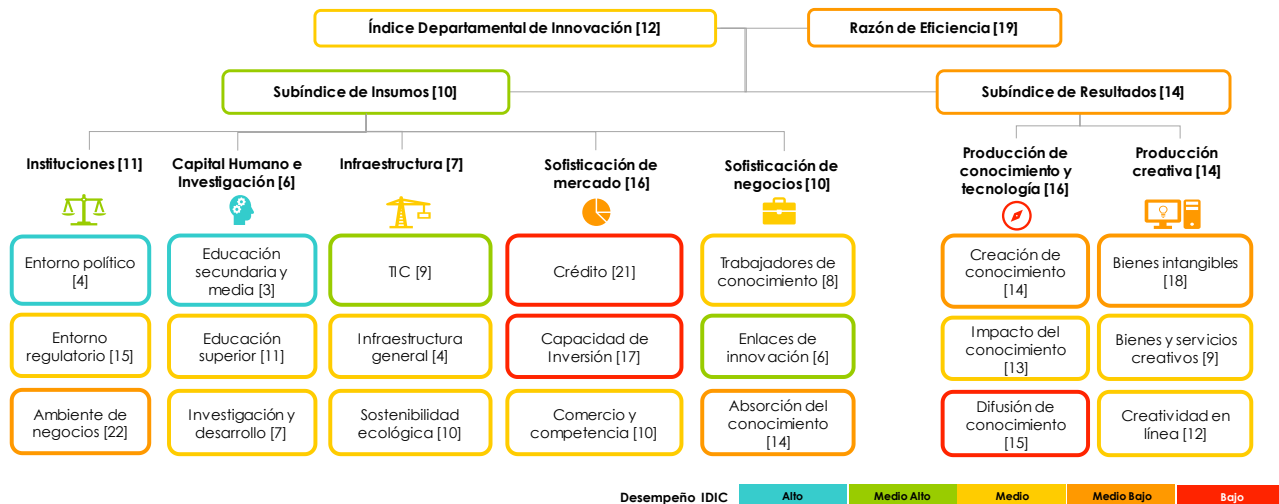 Índice Departamental de Innovación [12]
Razón de Eficiencia [19]
Subíndice de Insumos [10]
Subíndice de Resultados [14]
Instituciones [11]
Capital Humano e
Investigación [6]
Infraestructura [7]
Sofisticación de
mercado [16]
Sofisticación de
negocios [10]
Producción de
conocimiento y
tecnología [16]
Producción
creativa [14]
Entorno político
[4]
Educación
secundaria y
media [3]
TIC [9]
Crédito [21]
Trabajadores de
conocimiento [8]
Creación de
conocimiento
[14]
Bienes intangibles
[18]
Entorno
regulatorio [15]
Educación
superior [11]
Infraestructura
general [4]
Capacidad de
Inversión [17]
Enlaces de
innovación [6]
Impacto del
conocimiento
[13]
Bienes y servicios
creativos [9]
Ambiente de
negocios [22]
Investigación y
desarrollo [7]
Sostenibilidad
ecológica [10]
Comercio y
competencia [10]
Absorción del
conocimiento
[14]
Difusión de
conocimiento
[15]
Creatividad en
línea [12]
Desempeño IDIC
Alto
Medio Alto
Medio
Medio Bajo
Bajo